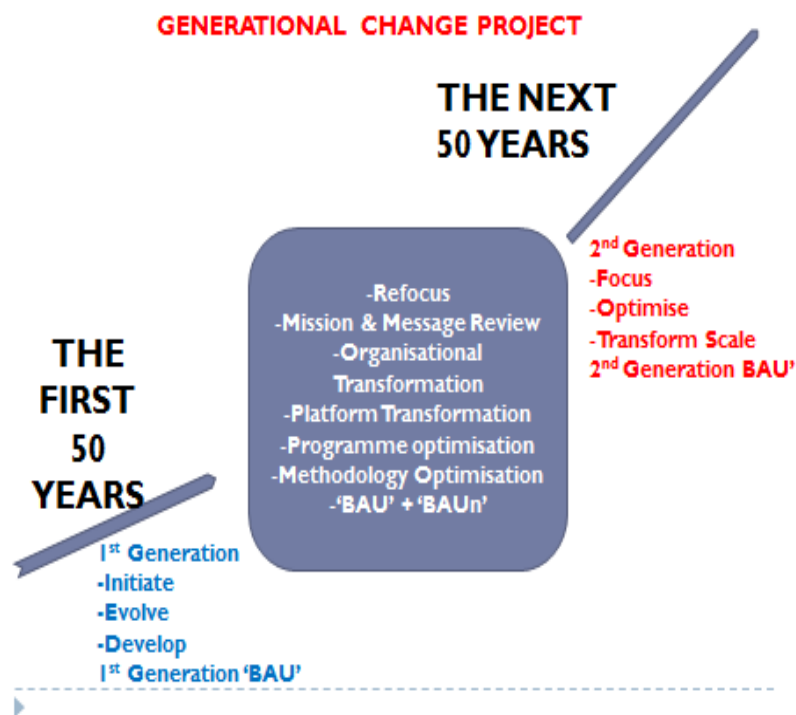 GENERATIONAL CHANGE PROJECT
THE NEXT
50 YEARS
2nd Generation
-Focus
-Optimise
-Transform Scale
2nd Generation BAU'
-Refocus
-Mission & Message Review
-Organisational
Transformation
-Platform Transformation
-Programme optimisation
-Methodology Optimisation
-‘BAU’ + ‘BAUn’
THE
FIRST
50
YEARS
1st Generation
-Initiate
-Evolve
-Develop
1st Generation ‘BAU’